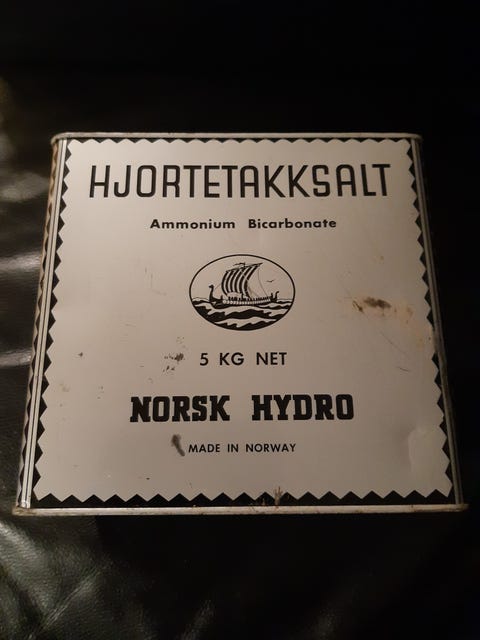 HJORTETAKKSALT
Ammonium Bicarbonate
5 KG NET
NORSK HYDRO
MADE IN NORWAY